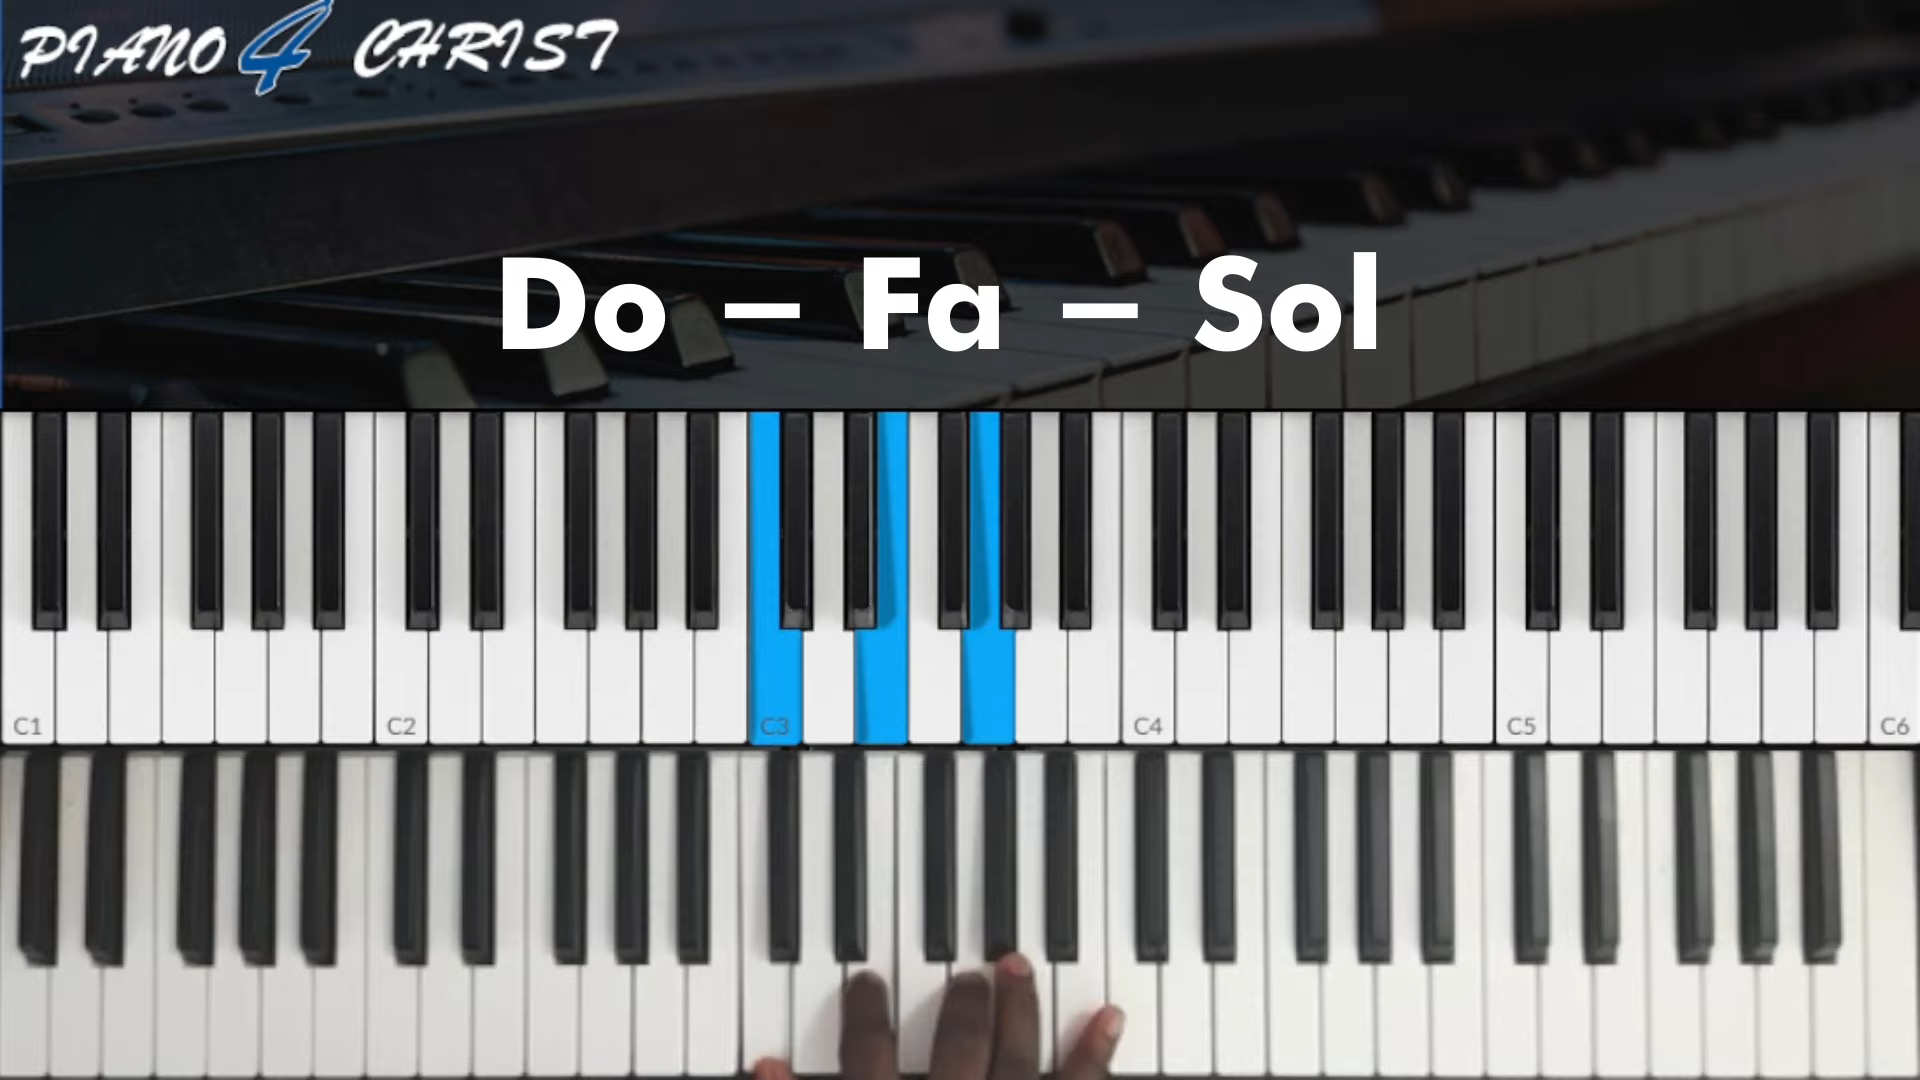 PIANO 4 CHRIST
Do – Fa – Sol
C1 C2 C3 C4 C5 C6